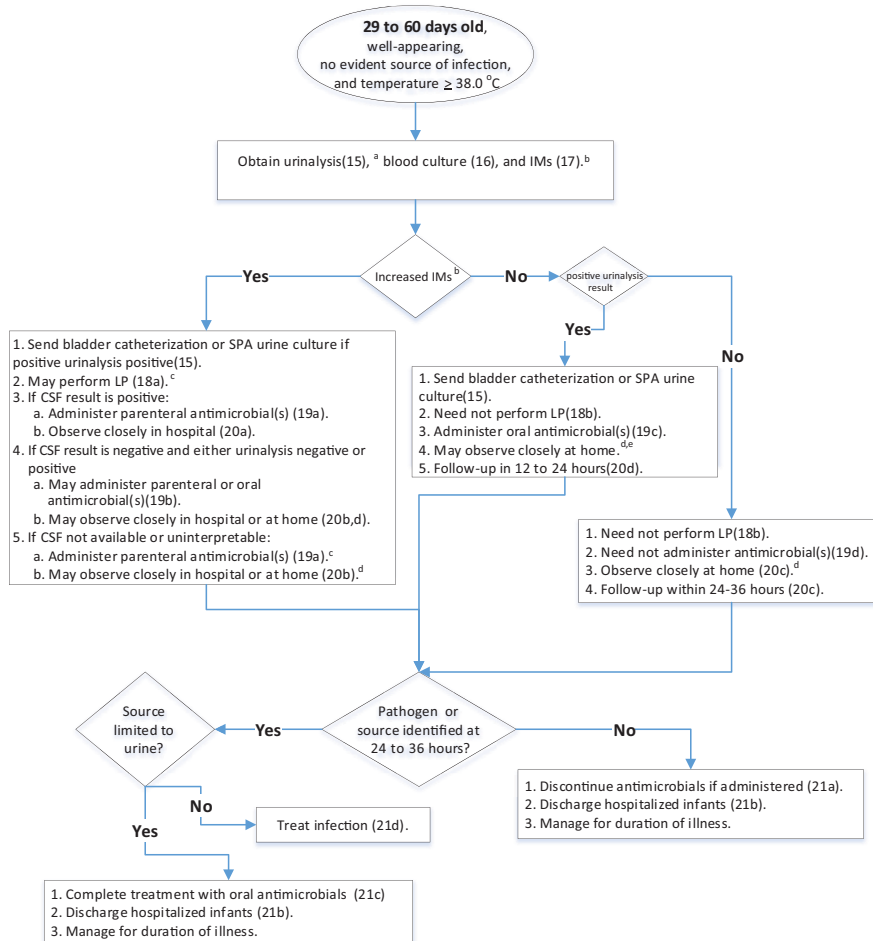 29 to 60 days old,
well-appearing,
no evident source of infection,
and temperature ≥ 38.0 °C
Obtain urinalysis(15), a blood culture (16), and IMs (17).b
Increased IMs b
Yes
No
positive urinalysis
result
Yes
No
1. Send bladder catheterization or SPA urine culture if
positive urinalysis positive(15).
2. May perform LP (18a). c
3. If CSF result is positive:
a. Administer parenteral antimicrobial(s) (19a).
b. Observe closely in hospital (20a).
4. If CSF result is negative and either urinalysis negative or
positive
a. May administer parenteral or oral
antimicrobial(s)(19b).
b. May observe closely in hospital or at home (20b,d).
5. If CSF not available or uninterpretable:
a. Administer parenteral antimicrobial(s) (19a).c
b. May observe closely in hospital or at home (20b).d
1. Send bladder catheterization or SPA urine
culture(15).
2. Need not perform LP(18b).
3. Administer oral antimicrobial(s)(19c).
4. May observe closely at home.d,e
5. Follow-up in 12 to 24 hours(20d).
1. Need not perform LP(18b).
2. Need not administer antimicrobial(s)(19d).
3. Observe closely at home (20c).d
4. Follow-up within 24-36 hours (20c).
Pathogen or
source identified at
24 to 36 hours?
Yes
No
Source
limited to
urine?
No
Yes
Treat infection (21d).
1. Discontinue antimicrobials if administered (21a).
2. Discharge hospitalized infants (21b).
3. Manage for duration of illness.
1. Complete treatment with oral antimicrobials (21c)
2. Discharge hospitalized infants (21b).
3. Manage for duration of illness.